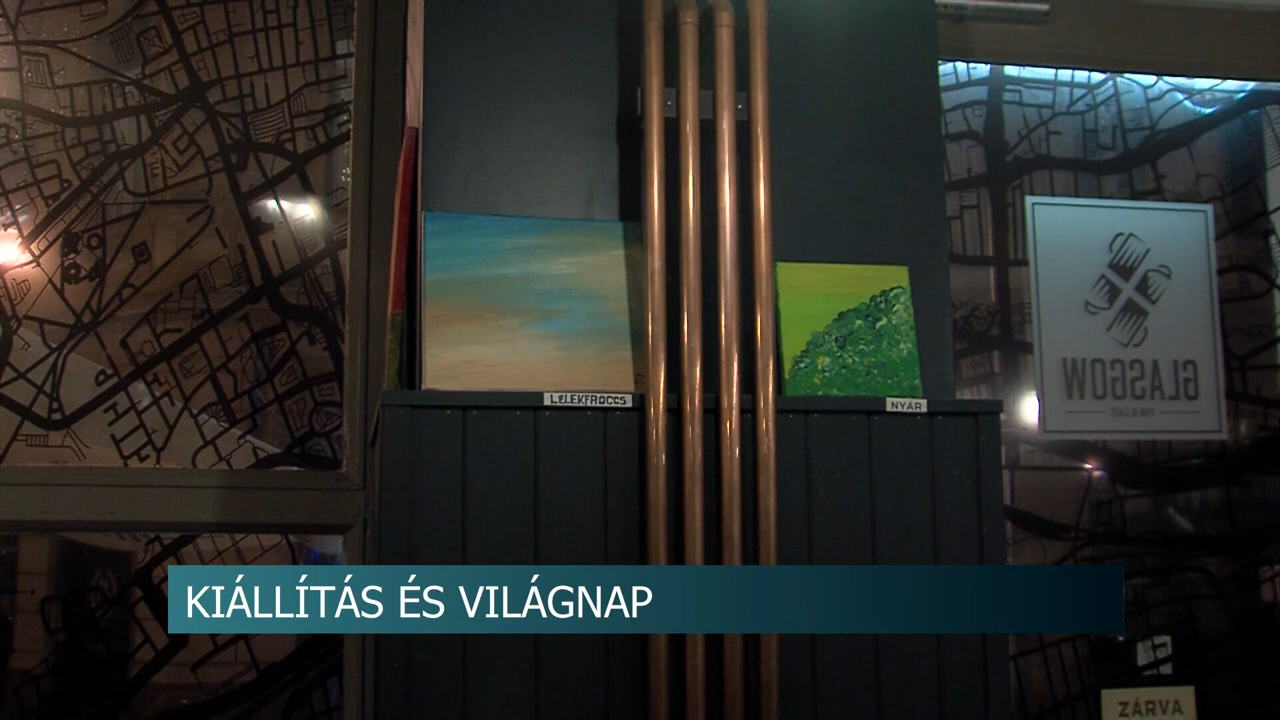 LÉLEKFRÖCCS
NYÁR
GLASGOW
KIÁLLÍTÁS ÉS VILÁGNAP
ZÁRVA